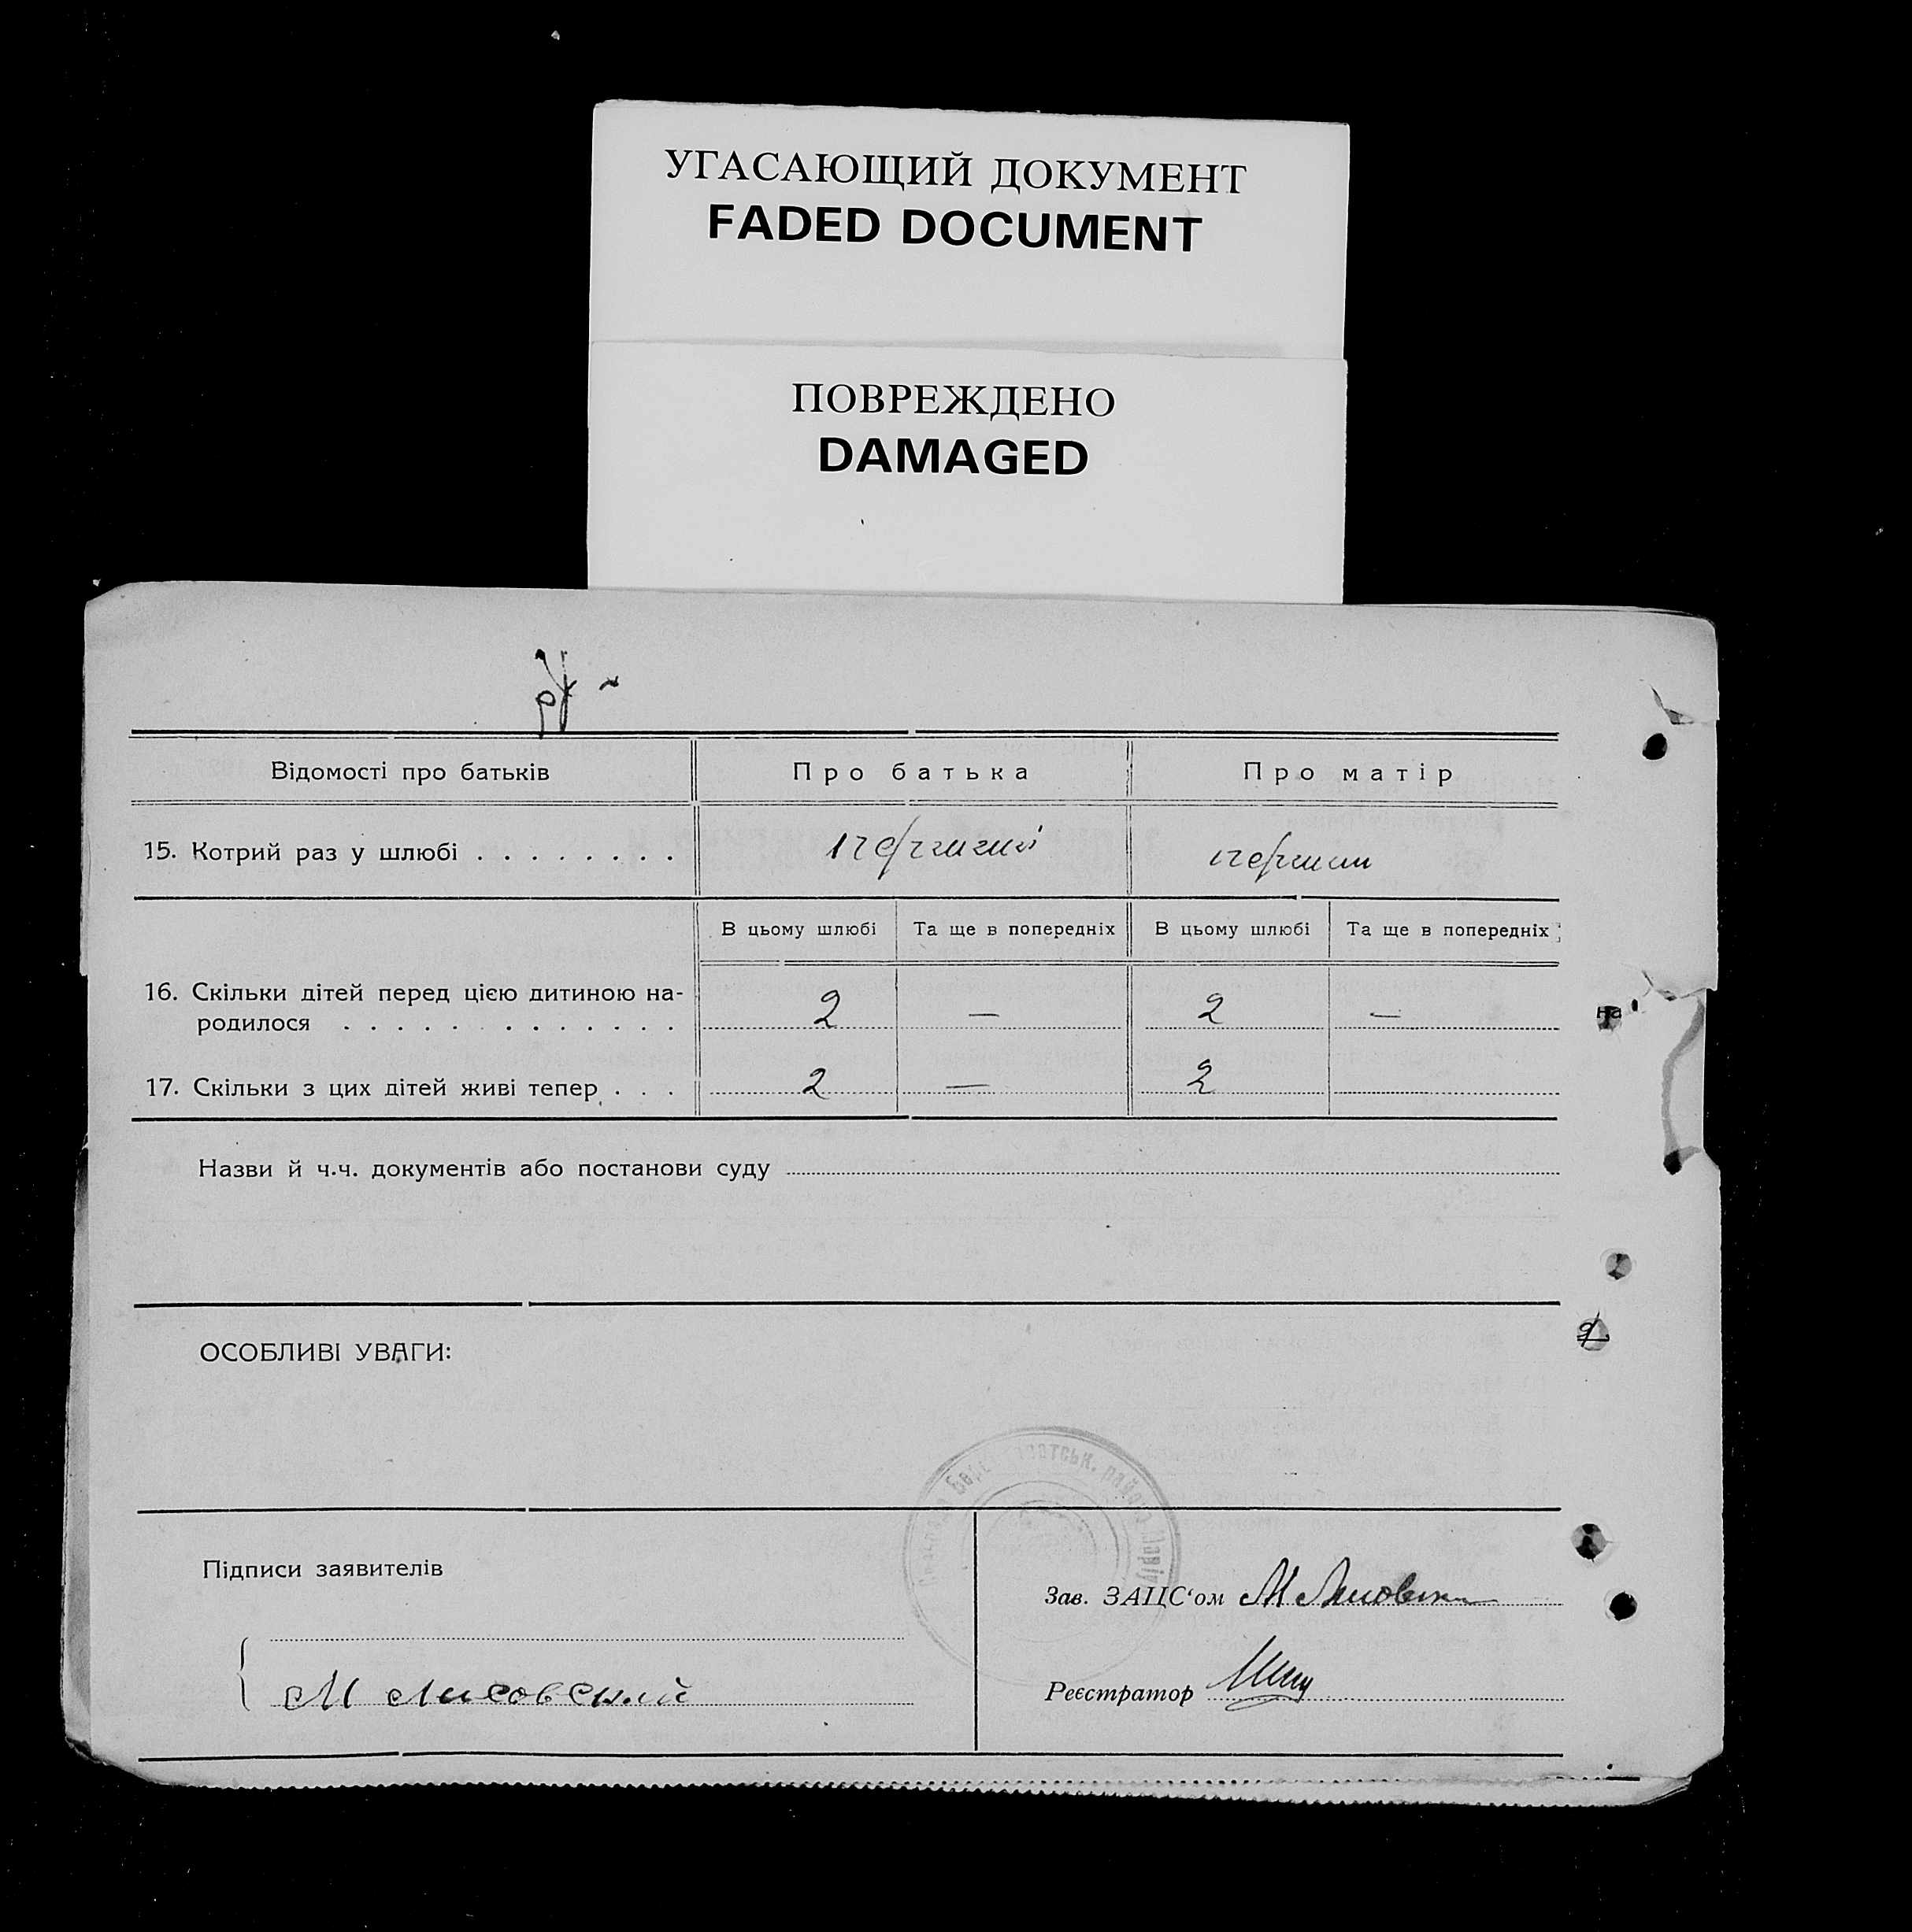 УГАСАЮЩИЙ ДОКУМЕНТ
FADED DOCUMENT
ПОВРЕЖДЕНО
DAMAGED
Відомості про батьків Про батька Про матір
15. Котрий раз у шлюбі . . . . . . . .
В цьому шлюбі Та ще в попередніх В цьому шлюбі Та ще в попередніх
16. Скільки дітей перед цією дитиною на-
родилося . . . . . . . . . . . . . 2 — 2 —
17. Скільки з цих дітей живі тепер . . . 2 — 2
Назви й ч.ч. документів або постанови суду
ОСОБЛИВІ УВАГИ:
Підписи заявителів
Зав. ЗАЦС'ом
М Лисовский
Реєстратор